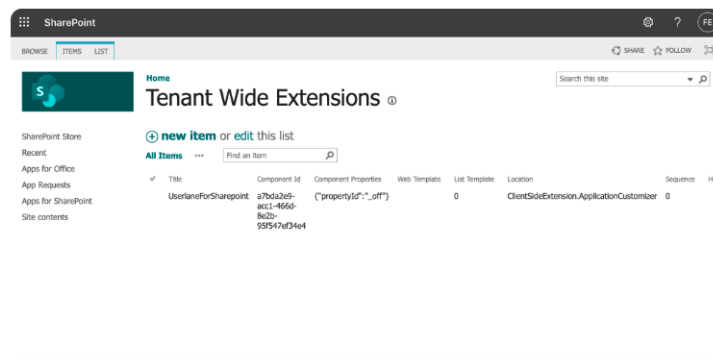 SharePoint
?
FE
BROWSE ITEMS LIST
SHARE FOLLOW
S
Home
Tenant Wide Extensions
Search this site
SharePoint Store
Recent
Apps for Office
App Requests
Apps for SharePoint
Site contents
new item or edit this list
All Items ... Find an item
Title Component Id Component Properties Web Template List Template Location Sequence H
UserlaneForSharepoint a7bda2e9- {"propertyId":"_off"} 0 ClientSideExtension.ApplicationCustomizer 0
acc1-466d-
8e2b-
95f547ef34e4